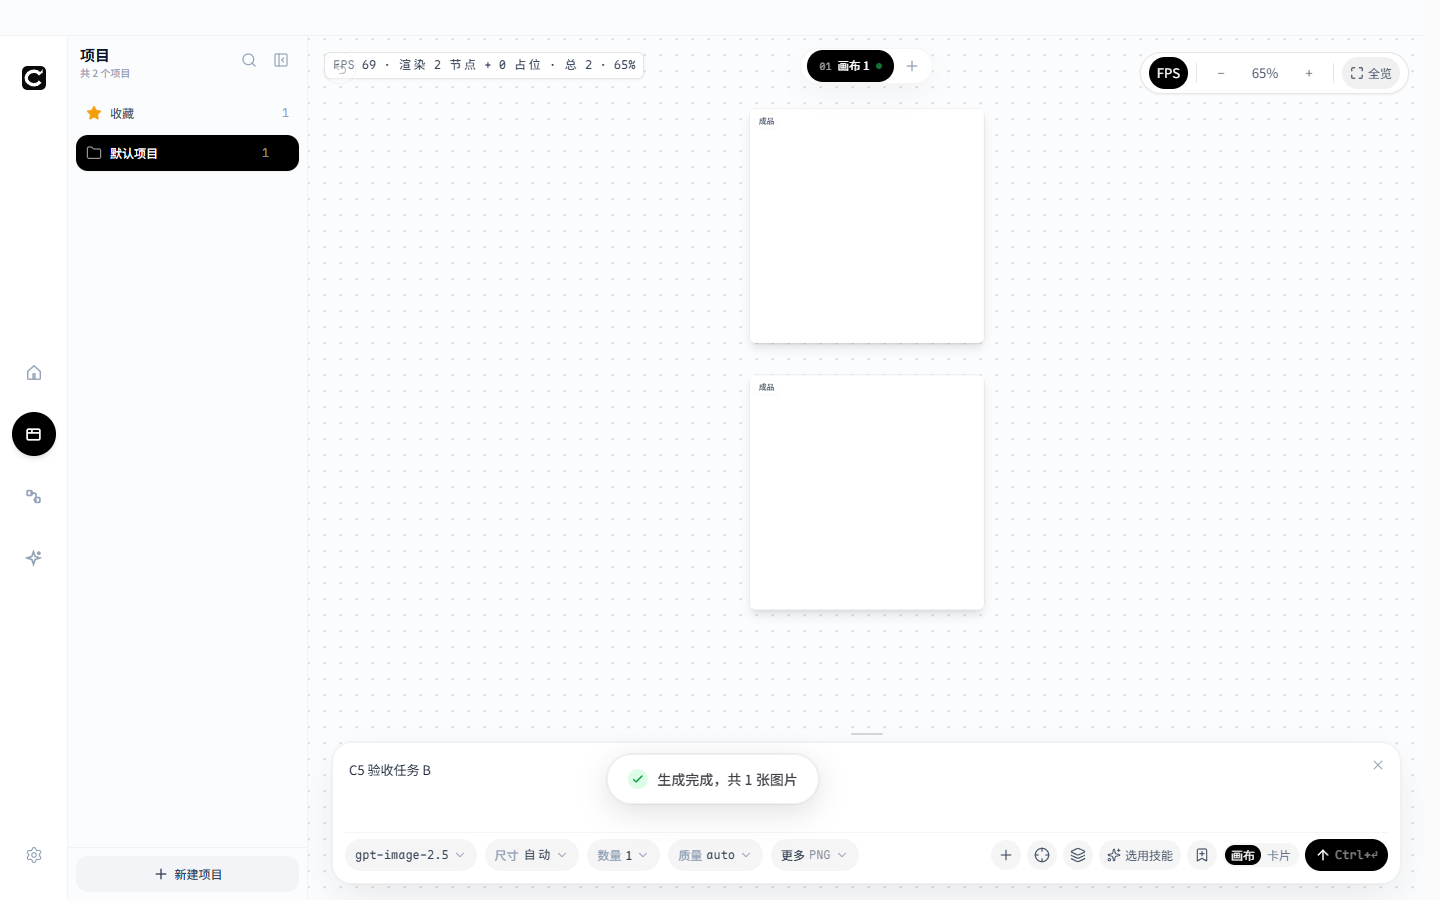 项目
共 2 个项目
收藏 1
默认项目 1
新建项目
FPS 69 · 渲染 2 节点 + 0 占位 · 总 2 · 65%
01 画布 1
FPS
65%
全览
成品
成品
C5 验收任务 B
生成完成，共 1 张图片
gpt-image-2.5
尺寸 自动
数量 1
质量 auto
更多 PNG
选用技能
画布
卡片
Ctrl+⏎